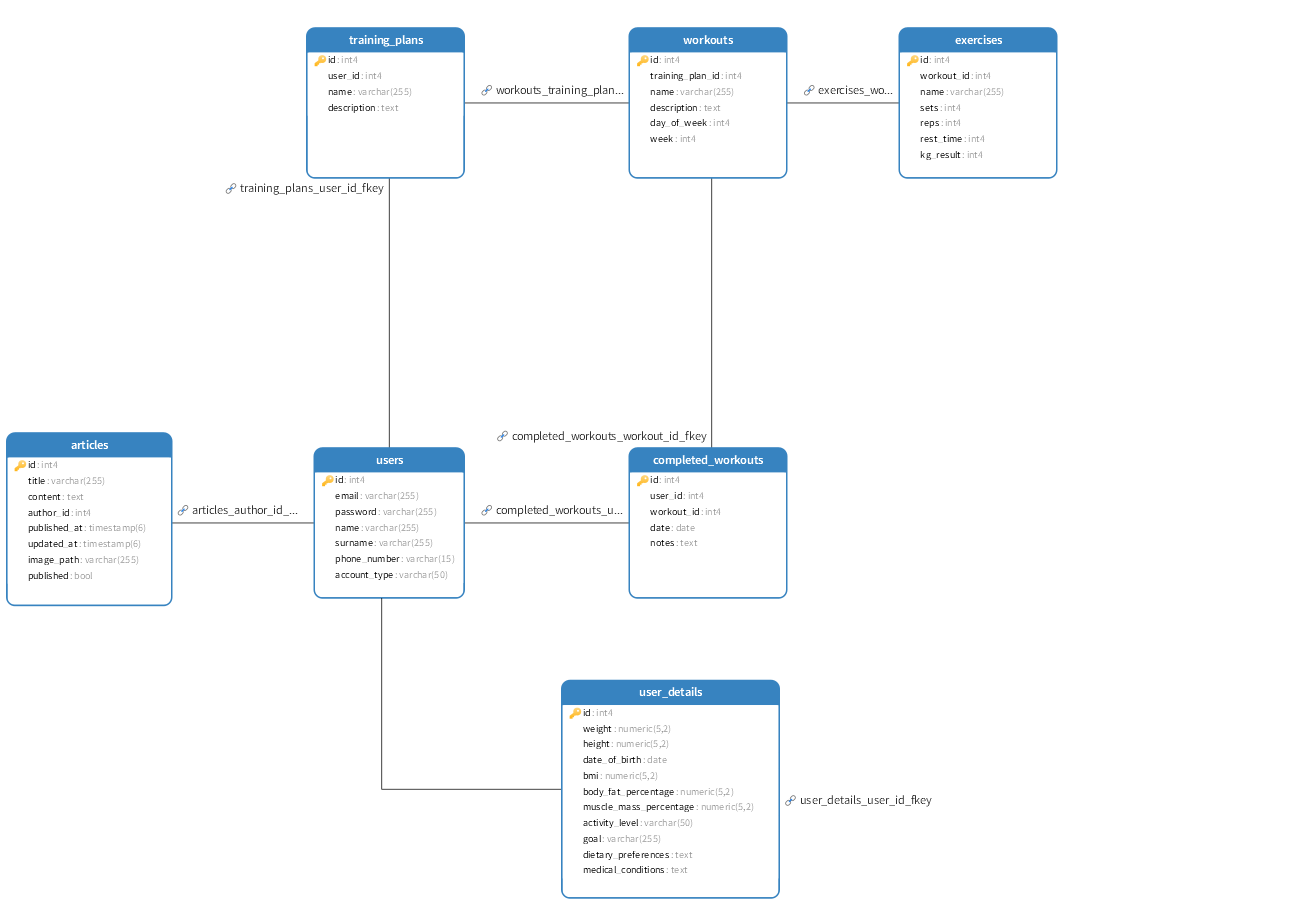 training_plans
id: int4
user_id: int4
name: varchar(255)
description: text
workouts_training_plan...
workouts
id: int4
training_plan_id: int4
name: varchar(255)
description: text
day_of_week: int4
week: int4
exercises_wo...
exercises
id: int4
workout_id: int4
name: varchar(255)
sets: int4
reps: int4
rest_time: int4
kg_result: int4
training_plans_user_id_fkey
completed_workouts_workout_id_fkey
articles
id: int4
title: varchar(255)
content: text
author_id: int4
published_at: timestamp(6)
updated_at: timestamp(6)
image_path: varchar(255)
published: bool
articles_author_id_...
users
id: int4
email: varchar(255)
password: varchar(255)
name: varchar(255)
surname: varchar(255)
phone_number: varchar(15)
account_type: varchar(50)
completed_workouts_u...
completed_workouts
id: int4
user_id: int4
workout_id: int4
date: date
notes: text
user_details
id: int4
weight: numeric(5,2)
height: numeric(5,2)
date_of_birth: date
bmi: numeric(5,2)
body_fat_percentage: numeric(5,2)
muscle_mass_percentage: numeric(5,2)
activity_level: varchar(50)
goal: varchar(255)
dietary_preferences: text
medical_conditions: text
user_details_user_id_fkey